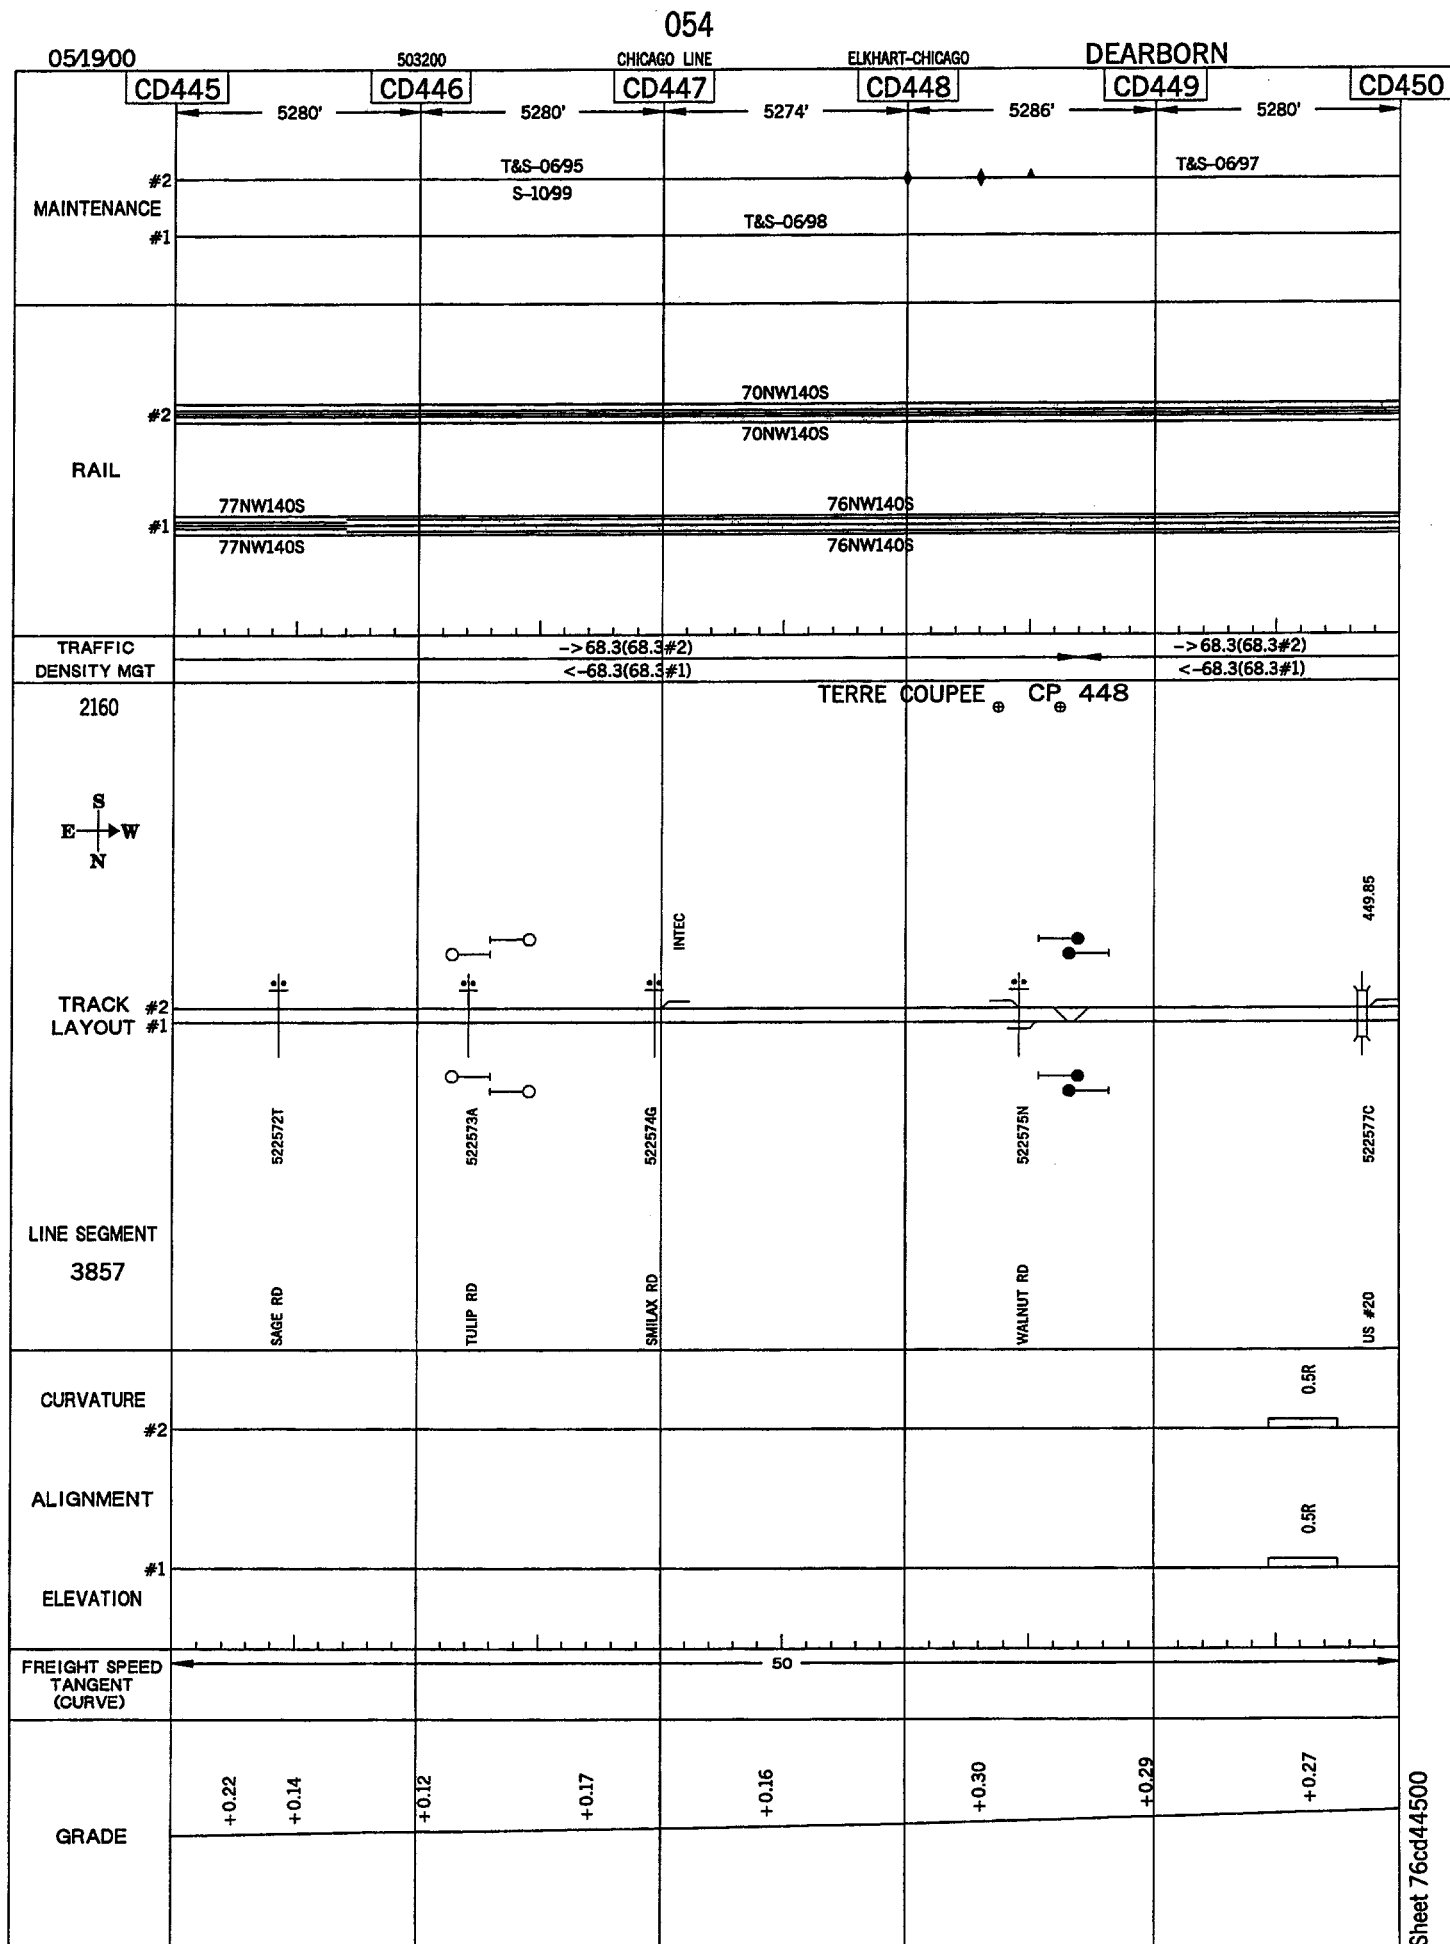 054
05/19/00 503200 CHICAGO LINE ELKHART-CHICAGO DEARBORN
CD445 CD446 CD447 CD448 CD449 CD450
5280' 5280' 5274' 5286' 5280'
T&S-06/95 T&S-06/97
#2
S-10/99
MAINTENANCE
T&S-06/98
#1
70NW140S
#2
70NW140S
RAIL
77NW140S 76NW140S
#1
77NW140S 76NW140S
TRAFFIC ->68.3(68.3#2) ->68.3(68.3#2)
DENSITY MGT <-68.3(68.3#1) <-68.3(68.3#1)
2160 TERRE COUPEE CP 448
S
E W
N
449.85
INTEC
TRACK #2
LAYOUT #1
522572T 522573A 522574G 522575N 522577C
LINE SEGMENT
3857
SAGE RD TULIP RD SMILAX RD WALNUT RD US #20
CURVATURE 0.5R
#2
ALIGNMENT 0.5R
#1
ELEVATION
FREIGHT SPEED 50
TANGENT
(CURVE)
+0.22 +0.14 +0.12 +0.17 +0.16 +0.30 +0.29 +0.27
GRADE
Sheet 76cd44500